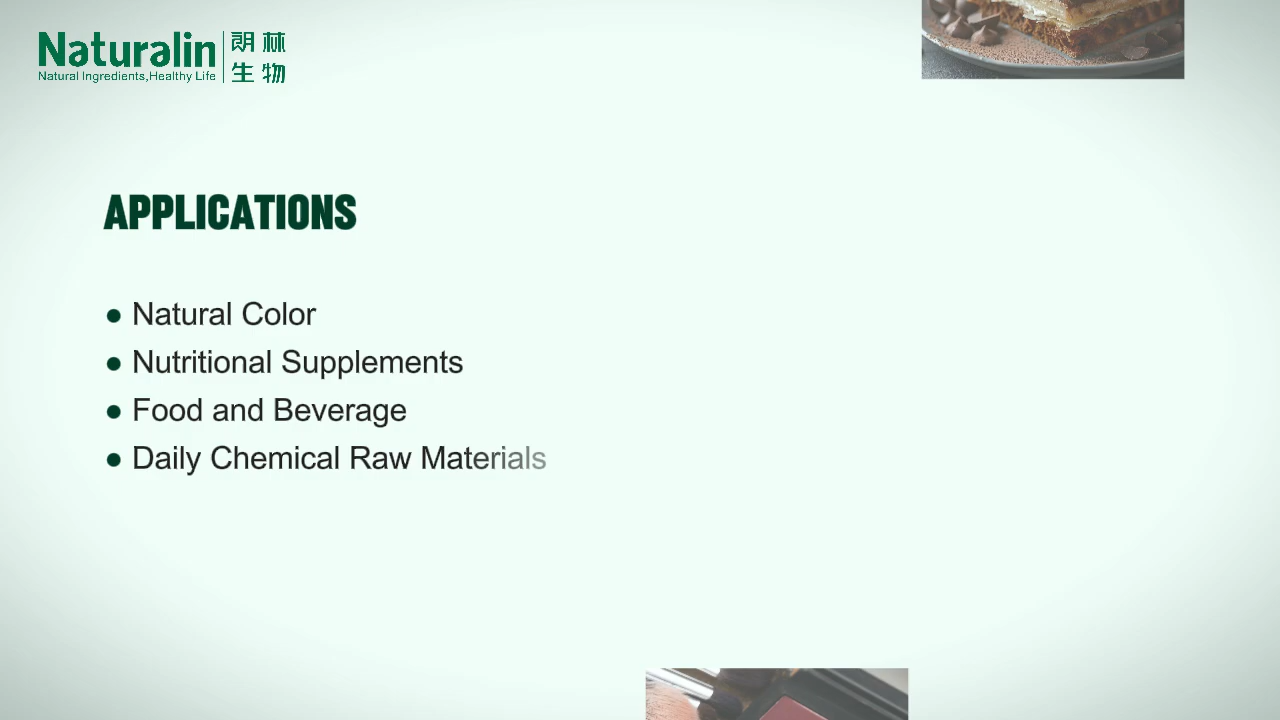 Naturalin
Natural Ingredients,Healthy Life
朗林
生物
APPLICATIONS
● Natural Color
● Nutritional Supplements
● Food and Beverage
● Daily Chemical Raw Materials